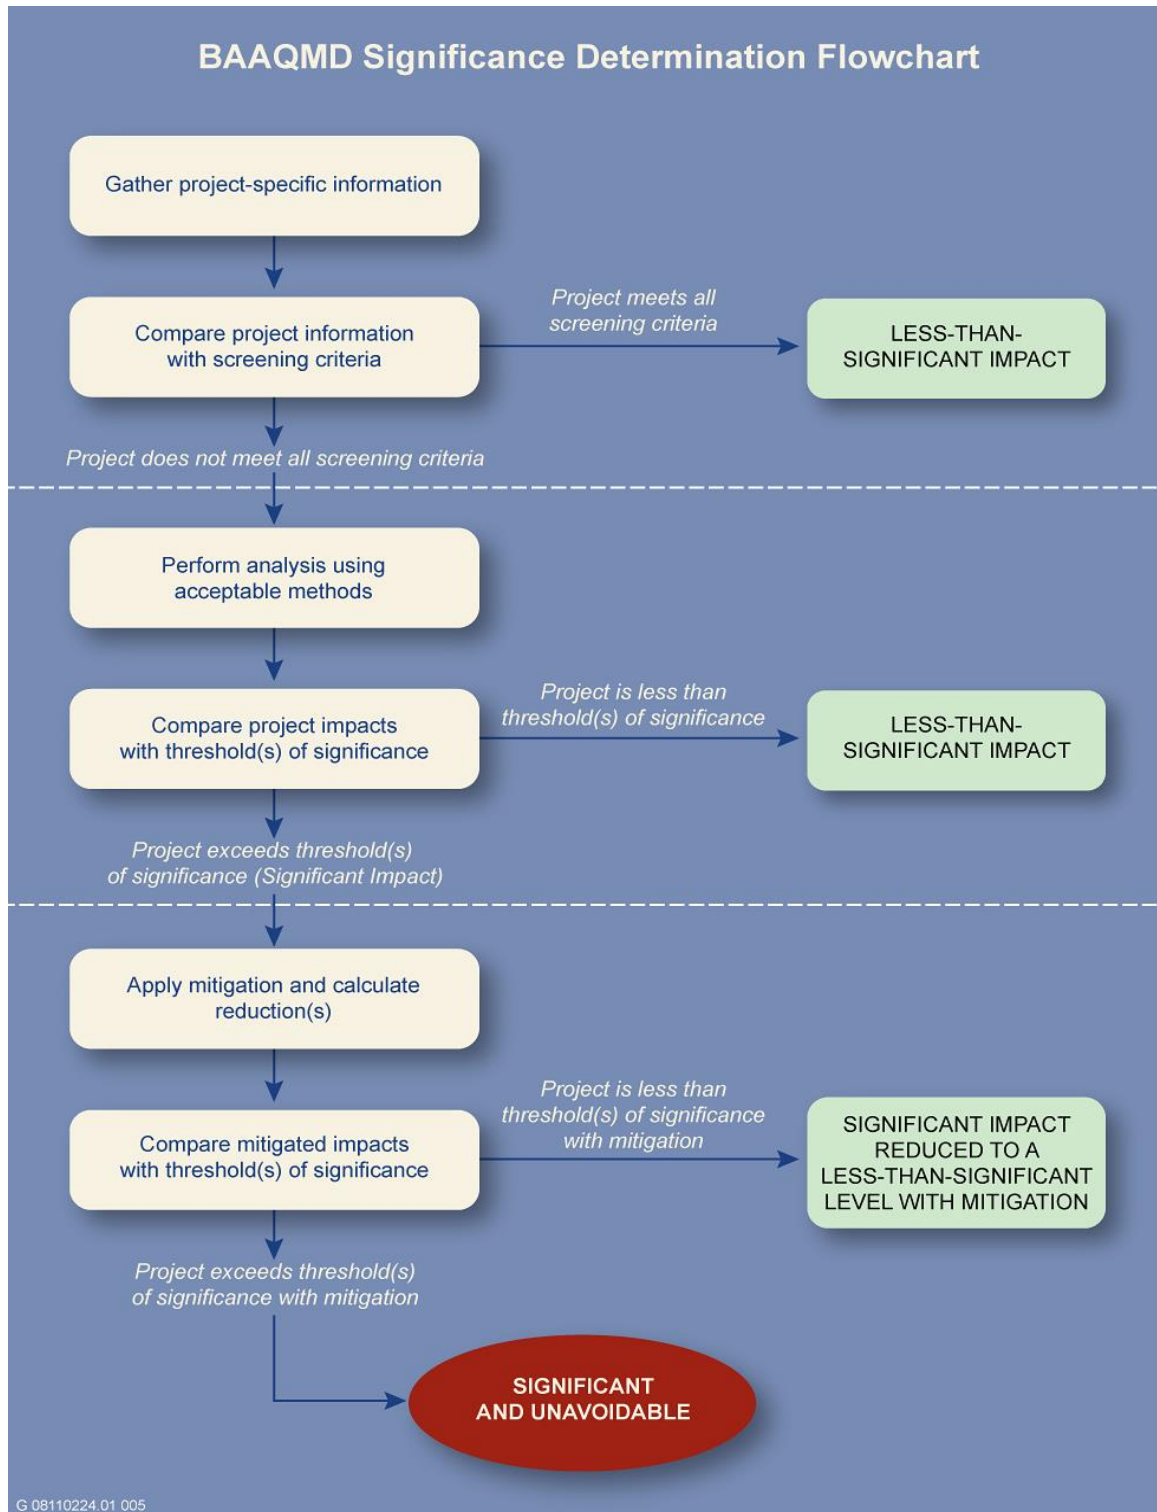 BAAQMD Significance Determination Flowchart
Gather project-specific information
Compare project information
with screening criteria
Project meets all
screening criteria
LESS-THAN-
SIGNIFICANT IMPACT
Project does not meet all screening criteria
Perform analysis using
acceptable methods
Compare project impacts
with threshold(s) of significance
Project is less than
threshold(s) of significance
LESS-THAN-
SIGNIFICANT IMPACT
Project exceeds threshold(s)
of significance (Significant Impact)
Apply mitigation and calculate
reduction(s)
Compare mitigated impacts
with threshold(s) of significance
Project is less than
threshold(s) of significance
with mitigation
SIGNIFICANT IMPACT
REDUCED TO A
LESS-THAN-SIGNIFICANT
LEVEL WITH MITIGATION
Project exceeds threshold(s)
of significance with mitigation
SIGNIFICANT
AND UNAVOIDABLE
G 08110224.01 005